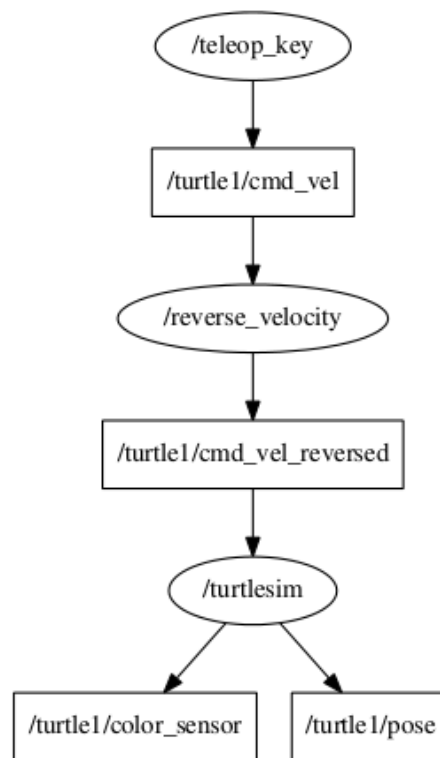 /teleop_key
/turtle1/cmd_vel
/reverse_velocity
/turtle1/cmd_vel_reversed
/turtlesim
/turtle1/color_sensor
/turtle1/pose